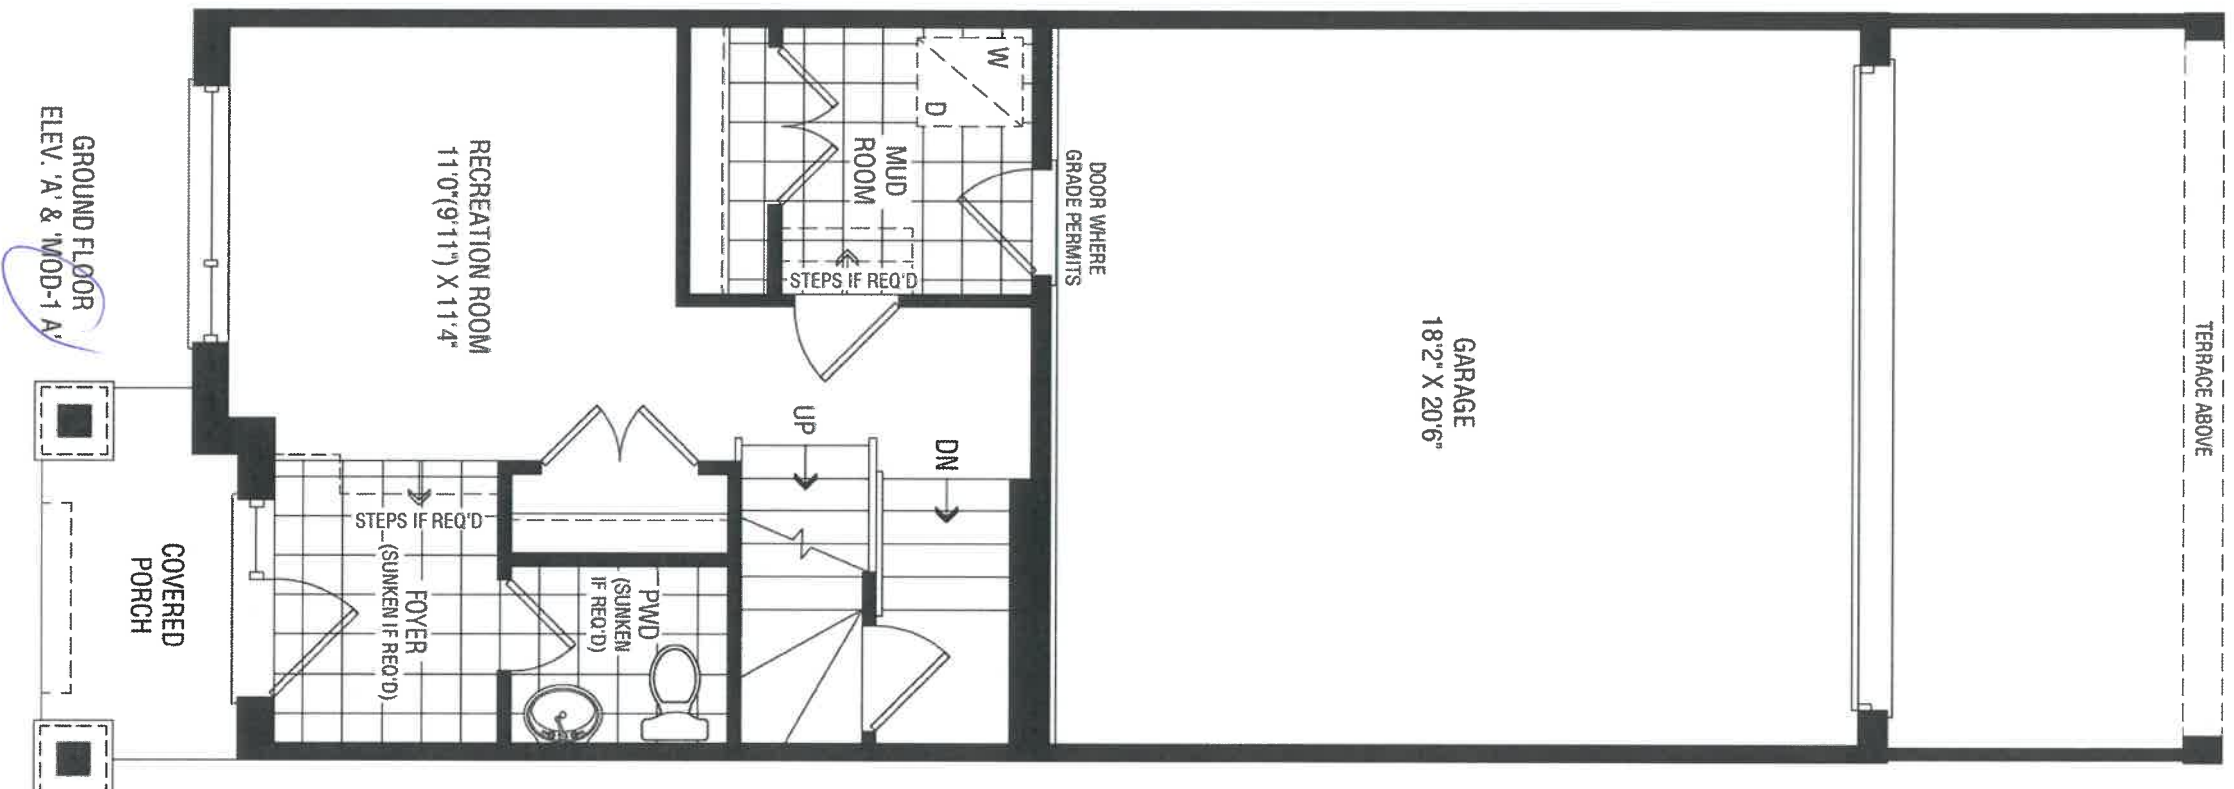 TERRACE ABOVE
GARAGE
18'2" X 20'6"
DOOR WHERE
GRADE PERMITS
W
D
MUD
ROOM
STEPS IF REQ'D
DN
UP
RECREATION ROOM
11'0"(9'11") X 11'4"
PWD
(SUNKEN
IF REQ'D)
STEPS IF REQ'D
FOYER
(SUNKEN IF REQ'D)
COVERED
PORCH
GROUND FLOOR
ELEV. 'A' & 'MOD-1 A'